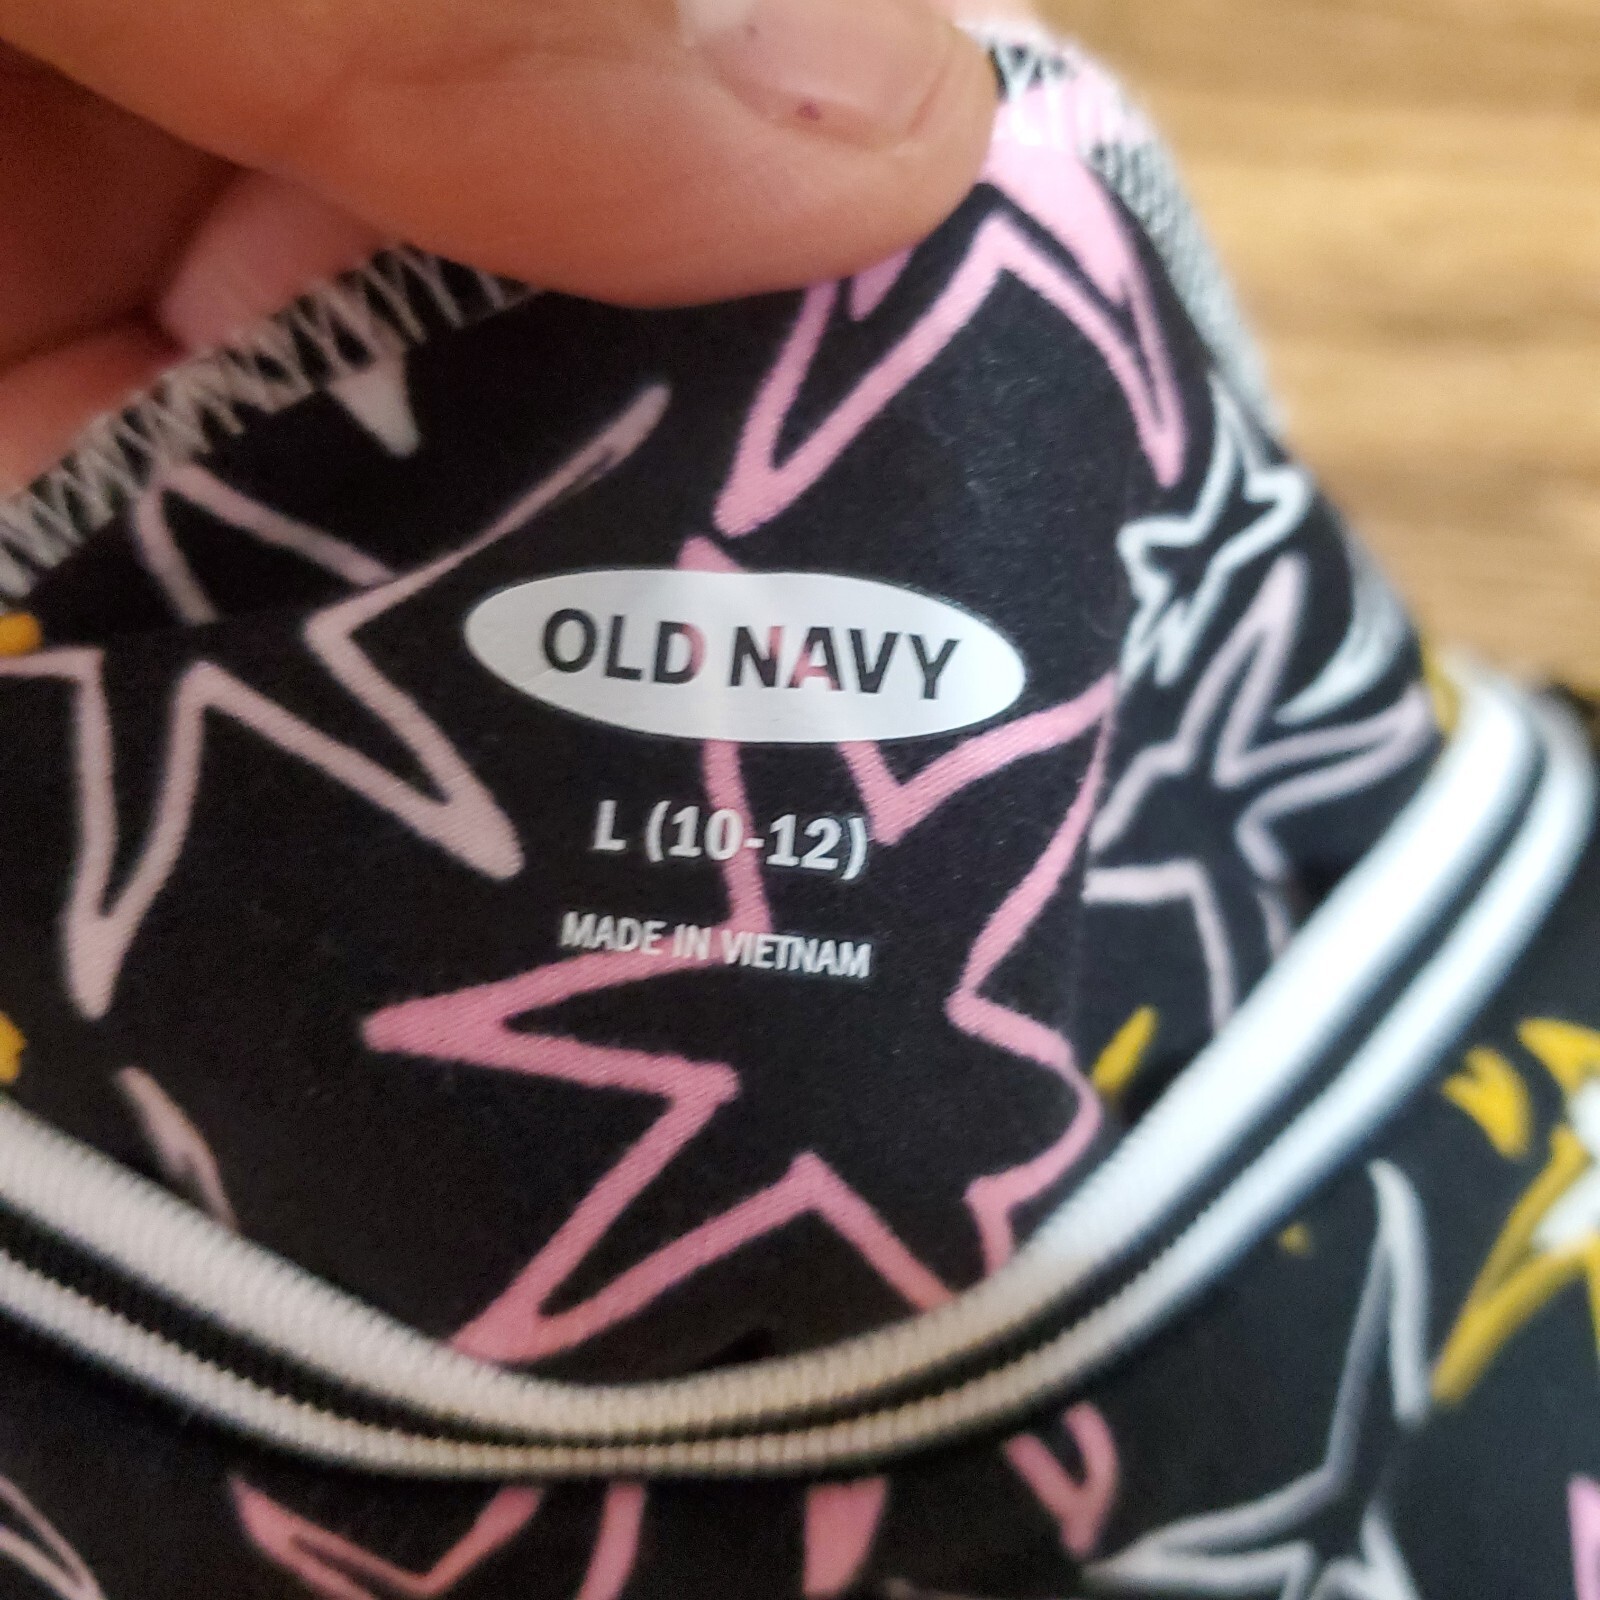 OLD NAVY
L (10-12)
MADE IN VIETNAM